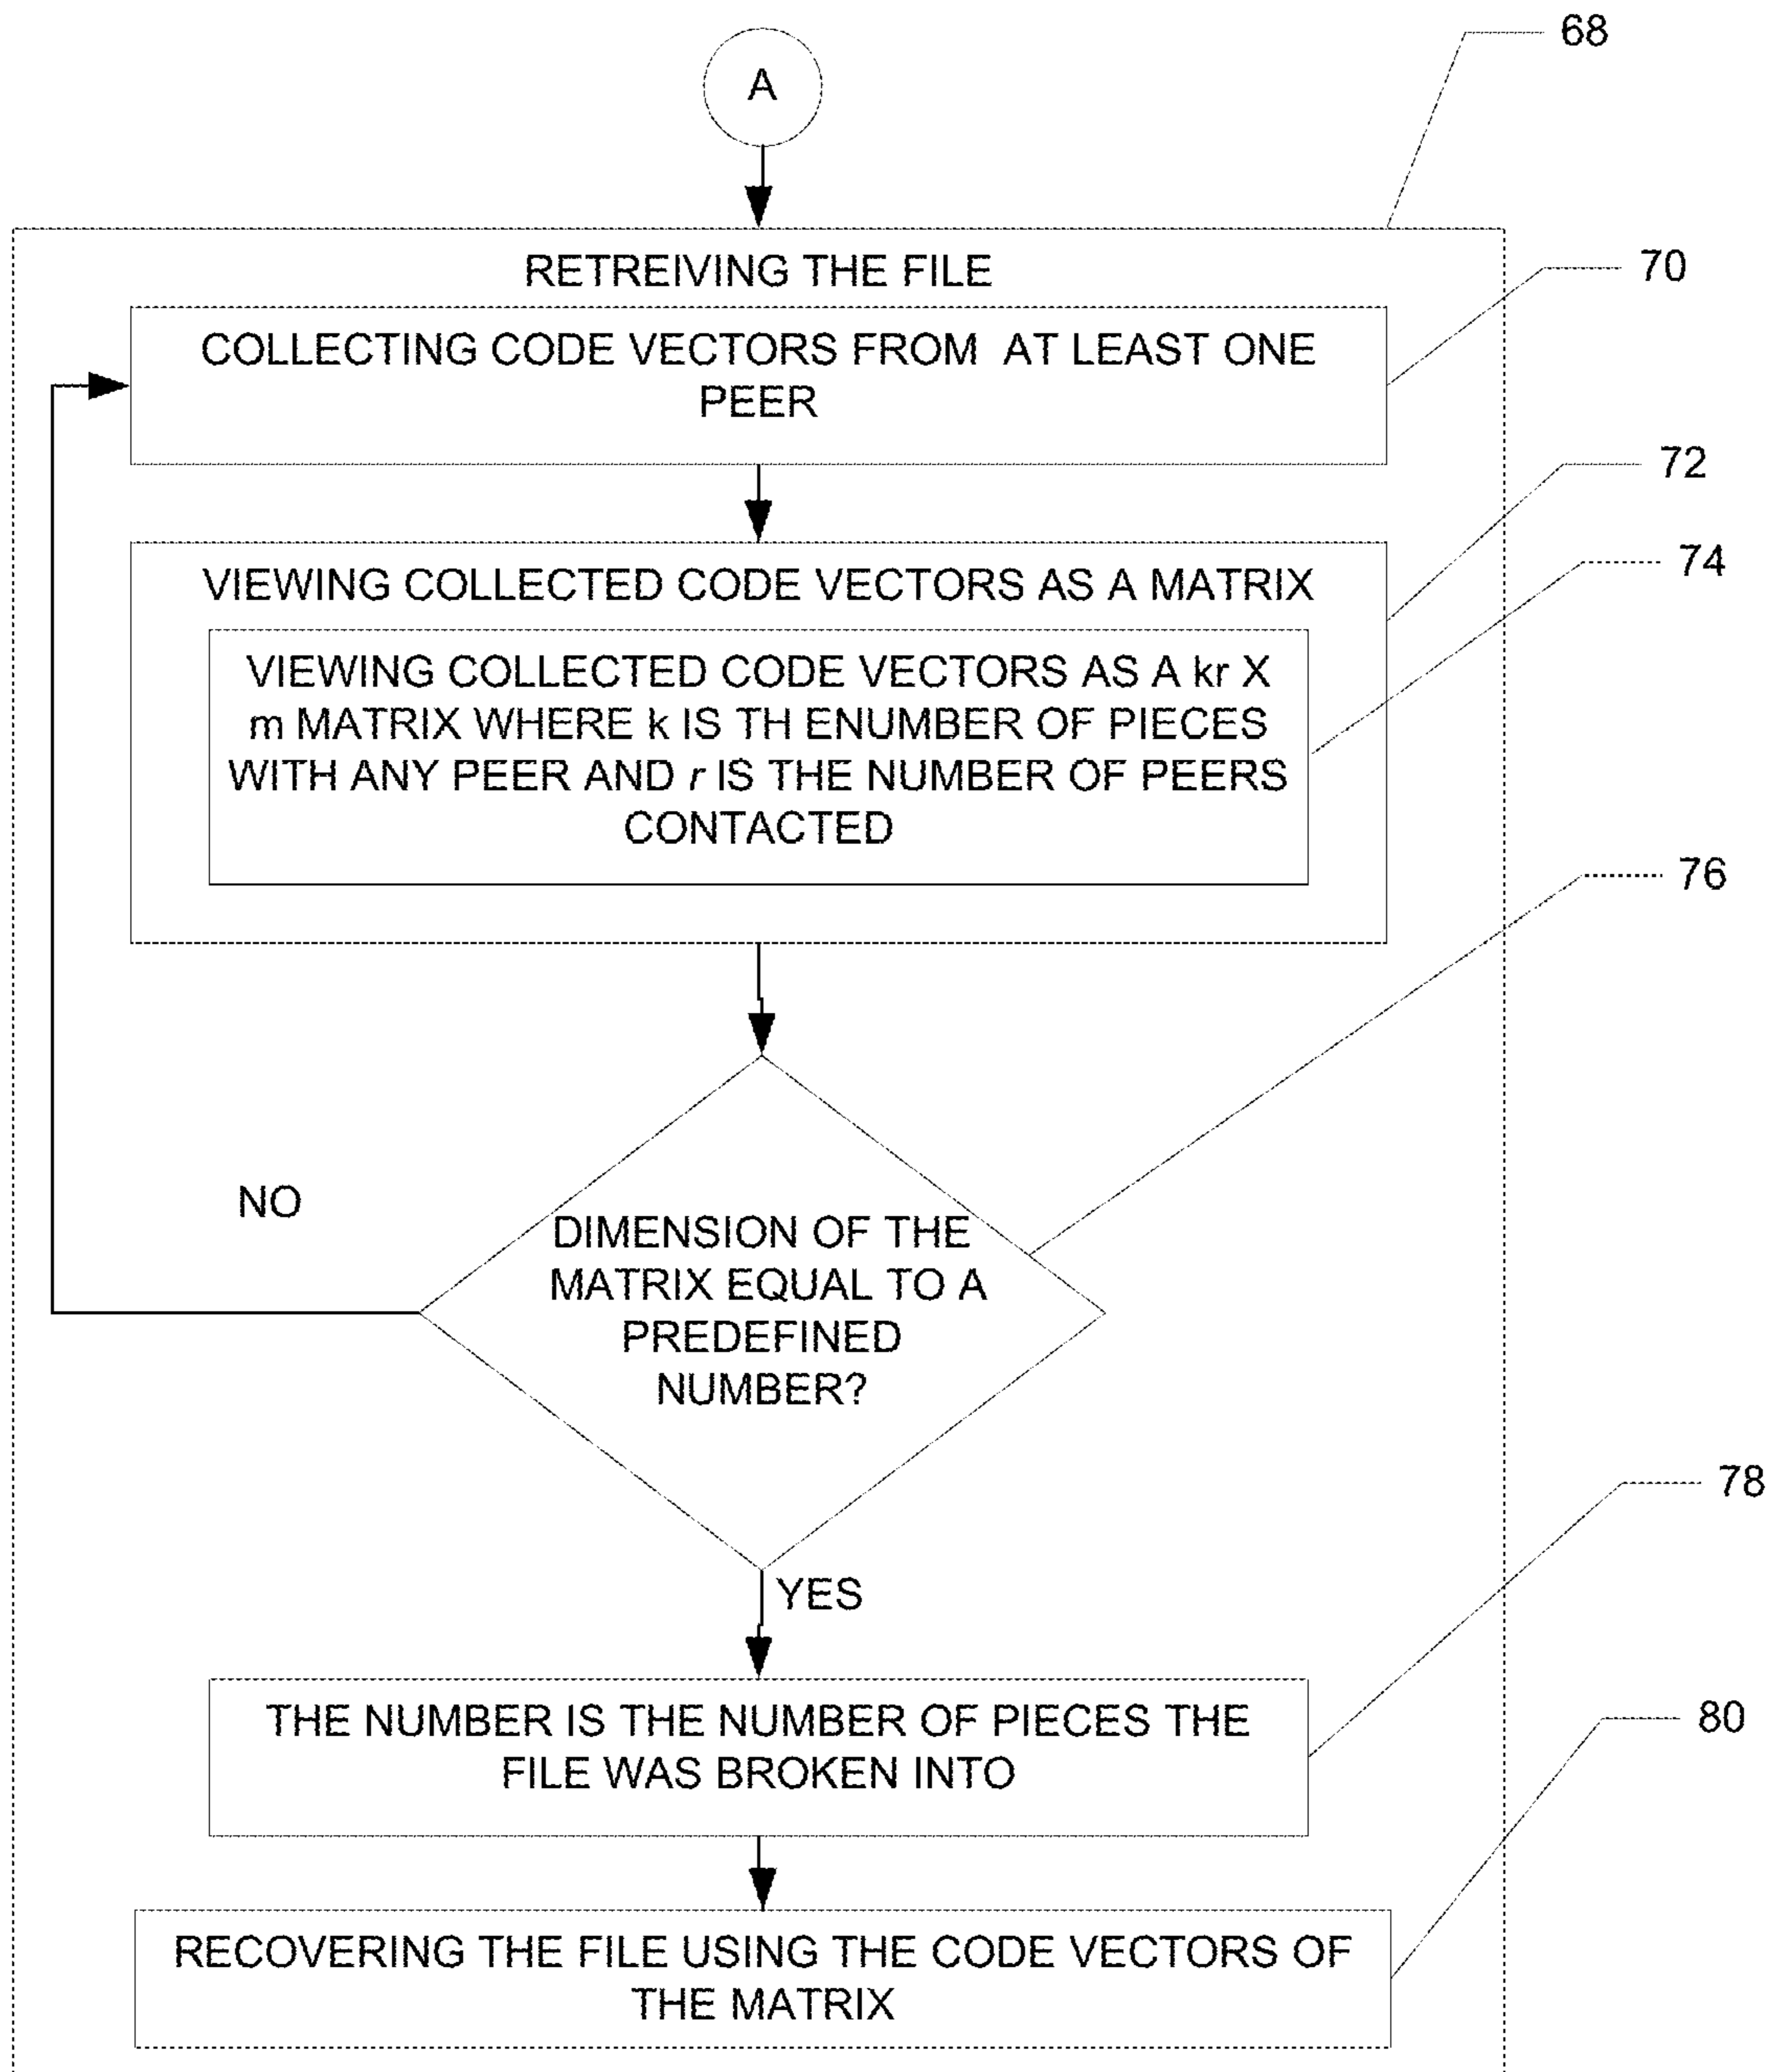 A
68
RETREIVING THE FILE
70
COLLECTING CODE VECTORS FROM AT LEAST ONE
PEER
72
VIEWING COLLECTED CODE VECTORS AS A MATRIX
74
VIEWING COLLECTED CODE VECTORS AS A kr X
m MATRIX WHERE k IS TH ENUMBER OF PIECES
WITH ANY PEER AND r IS THE NUMBER OF PEERS
CONTACTED
76
NO
DIMENSION OF THE
MATRIX EQUAL TO A
PREDEFINED
NUMBER?
78
YES
THE NUMBER IS THE NUMBER OF PIECES THE
FILE WAS BROKEN INTO
80
RECOVERING THE FILE USING THE CODE VECTORS OF
THE MATRIX